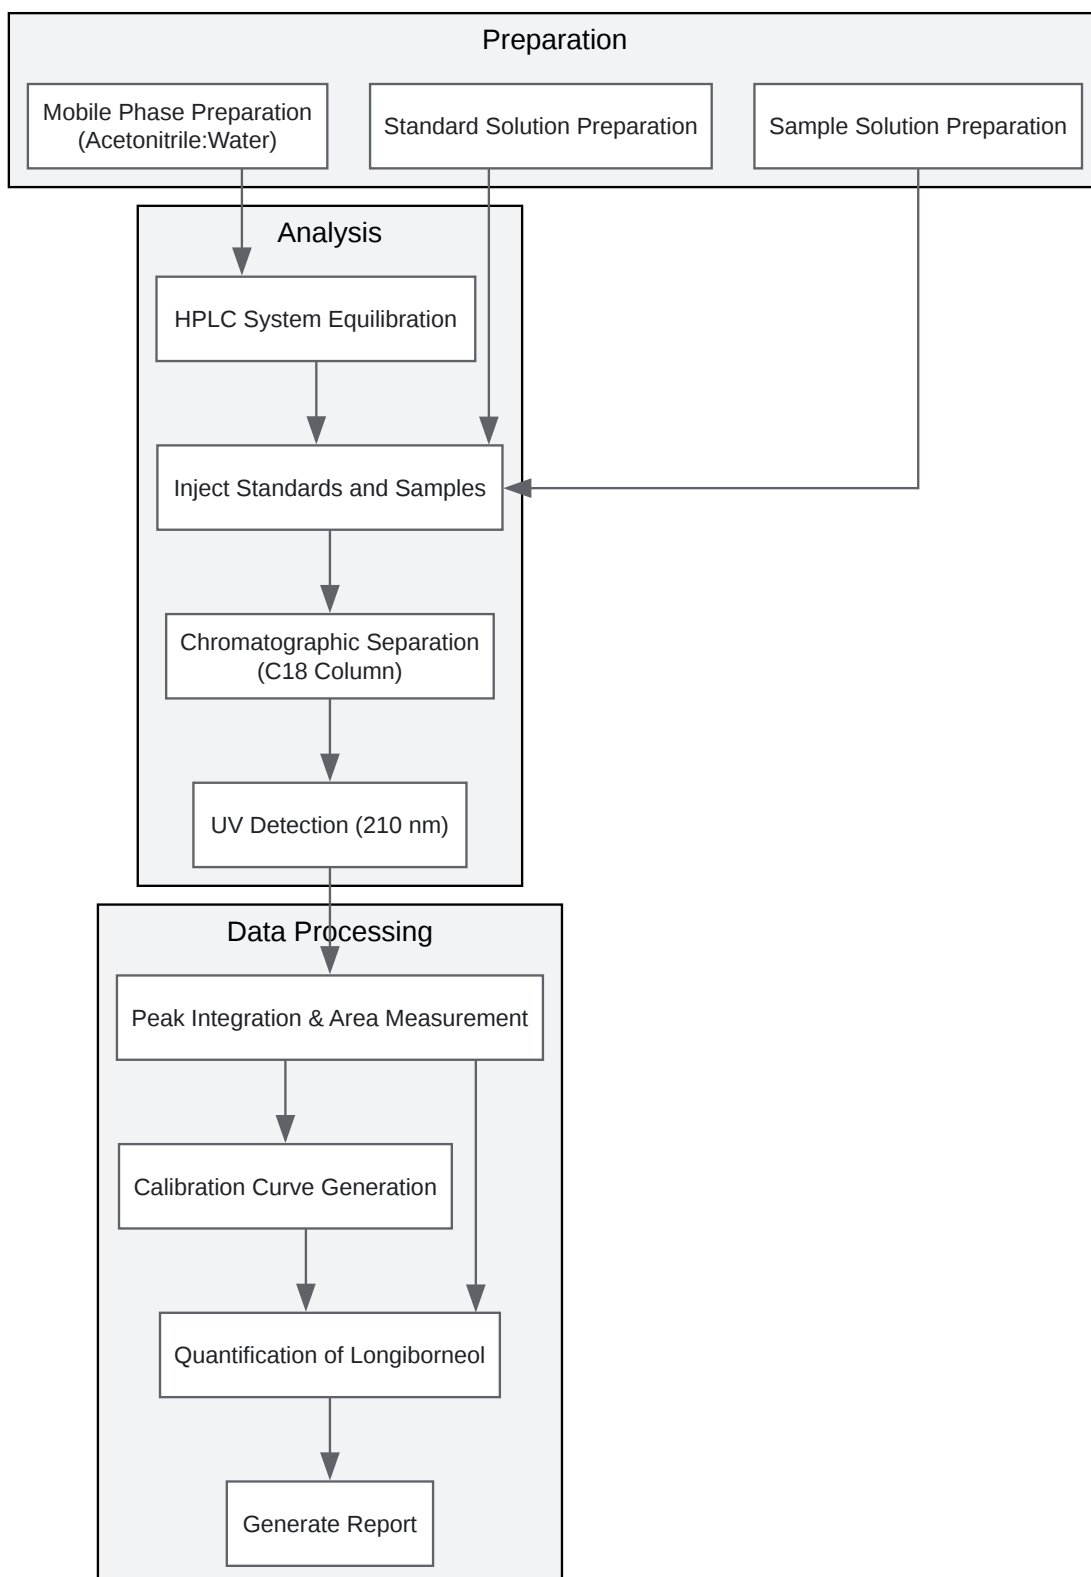 Preparation
Mobile Phase Preparation
(Acetonitrile:Water)
Standard Solution Preparation
Sample Solution Preparation
Analysis
HPLC System Equilibration
Inject Standards and Samples
Chromatographic Separation
(C18 Column)
UV Detection (210 nm)
Data Processing
Peak Integration & Area Measurement
Calibration Curve Generation
Quantification of Longiborneol
Generate Report